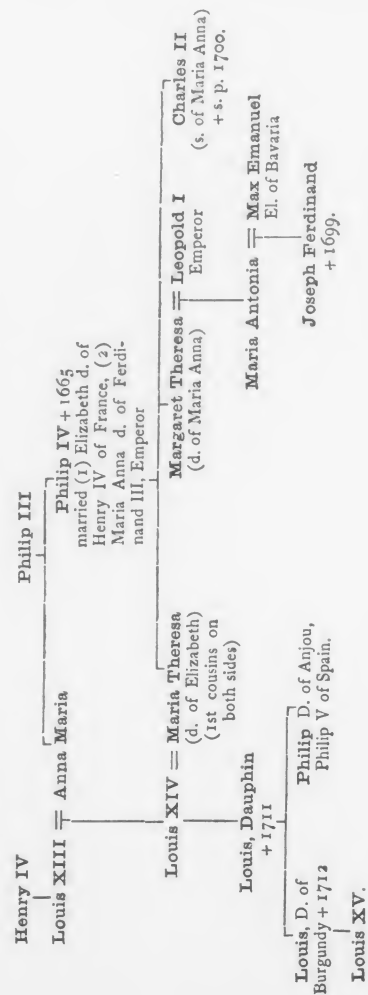 Henry IV
Philip III
Louis XIII = Anna Maria
Philip IV + 1665
married (1) Elizabeth d. of
Henry IV of France, (2)
Maria Anna d. of Ferdi-
nand III, Emperor
Louis XIV = Maria Theresa
(d. of Elizabeth)
(1st cousins on
both sides)
Margaret Theresa = Leopold I
(d. of Maria Anna)
Emperor
Charles II
(s. of Maria Anna)
+ s. p. 1700.
Louis, Dauphin
+ 1711
Maria Antonia = Max Emanuel
El. of Bavaria
Louis, D. of
Burgundy + 1712
Philip D. of Anjou,
Philip V of Spain.
Joseph Ferdinand
+ 1699.
Louis XV.